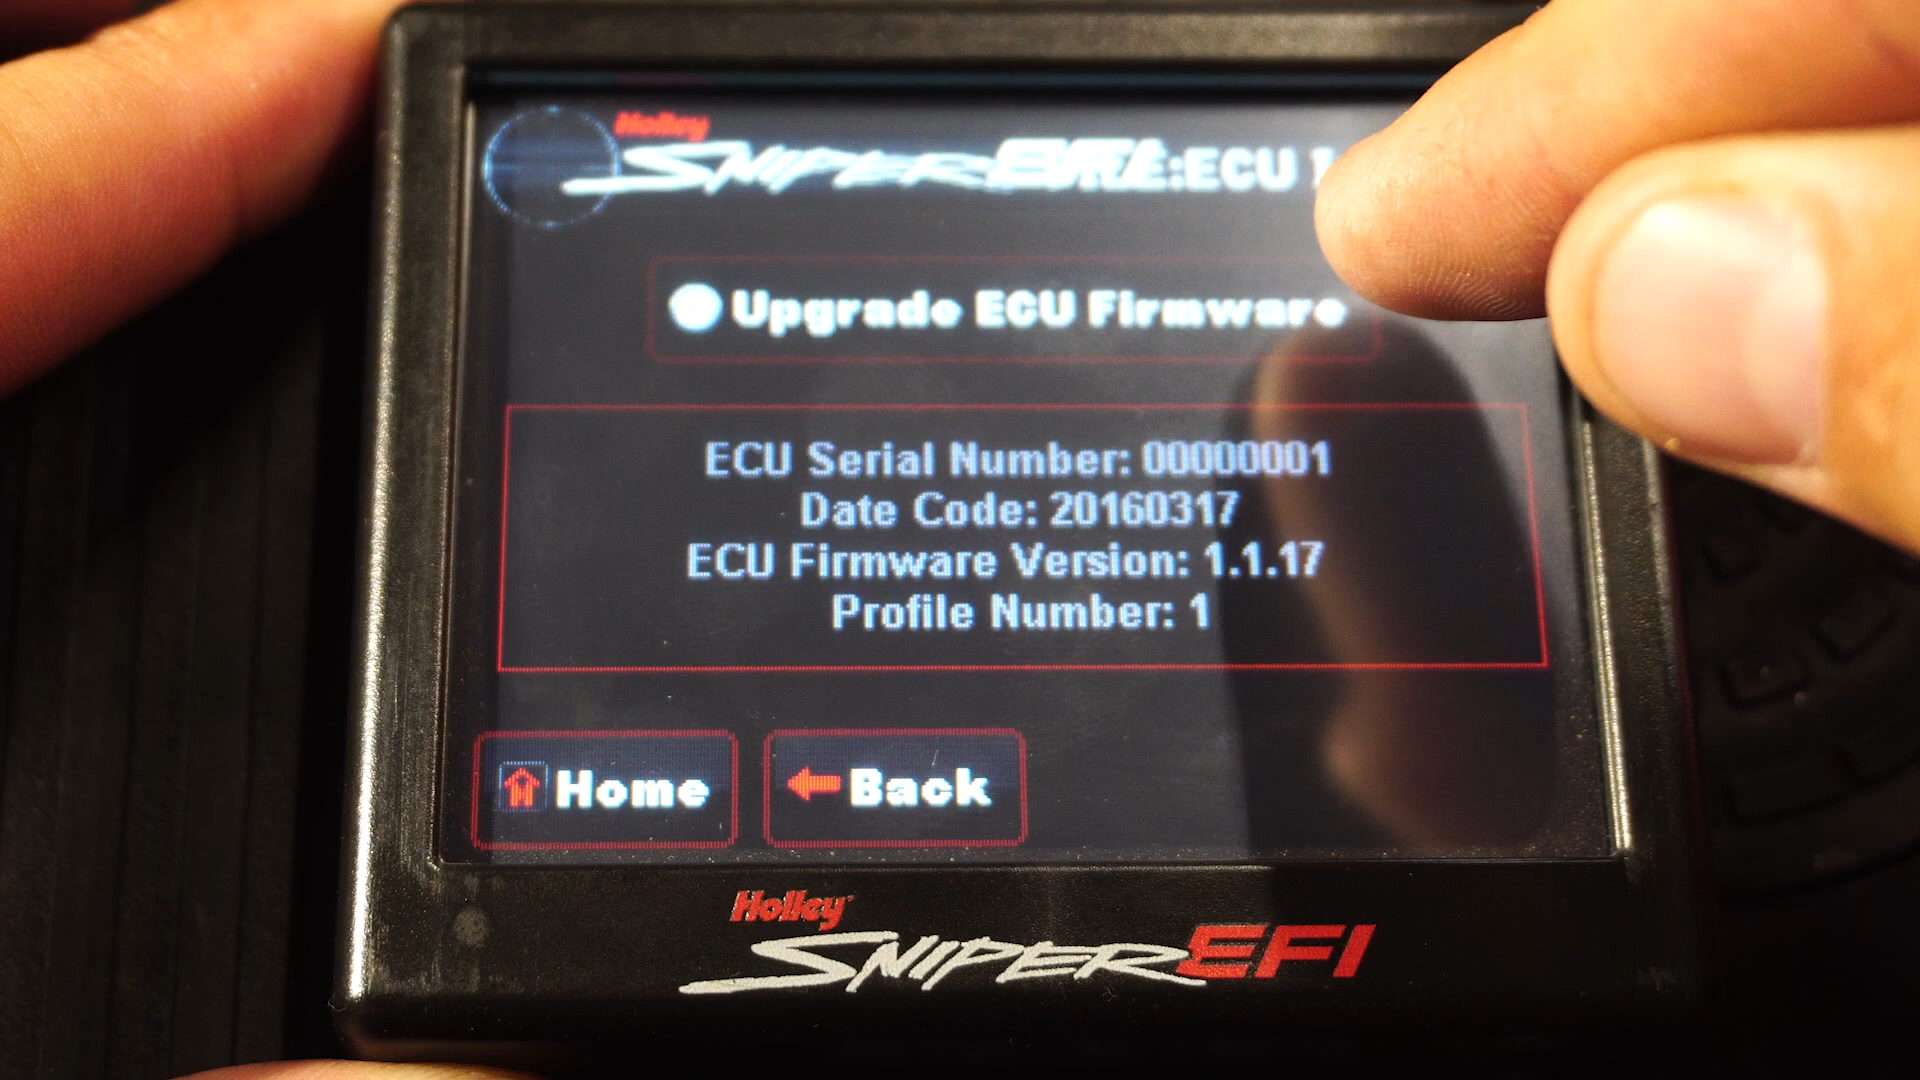 Holley
SNIPER EFI :ECU
Upgrade ECU Firmware
ECU Serial Number: 00000001
Date Code: 20160317
ECU Firmware Version: 1.1.17
Profile Number: 1
Home
Back
Holley
SNIPER EFI